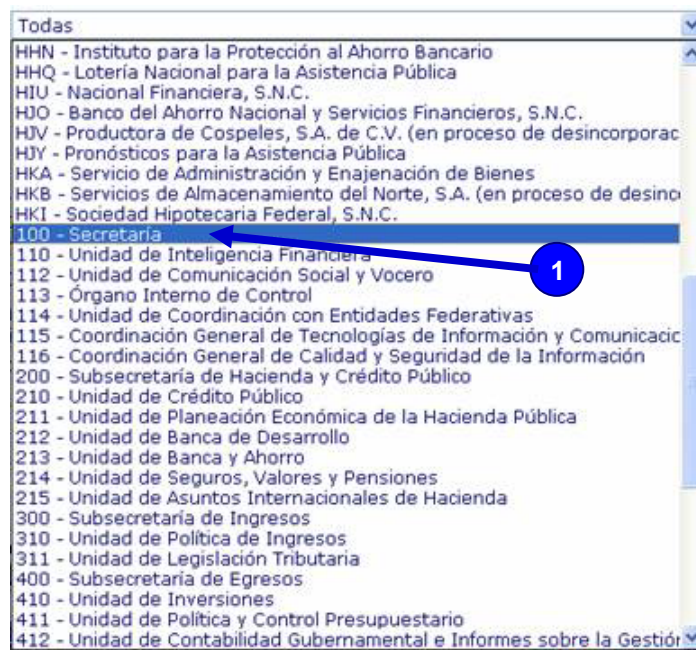 Todas
HHN - Instituto para la Protección al Ahorro Bancario
HHQ - Lotería Nacional para la Asistencia Pública
HIU - Nacional Financiera, S.N.C.
HJO - Banco del Ahorro Nacional y Servicios Financieros, S.N.C.
HJV - Productora de Cospeles, S.A. de C.V. (en proceso de desincorporac
HJY - Pronósticos para la Asistencia Pública
HKA - Servicio de Administración y Enajenación de Bienes
HKB - Servicios de Almacenamiento del Norte, S.A. (en proceso de desinc
HKI - Sociedad Hipotecaria Federal, S.N.C.
100 - Secretaría
110 - Unidad de Inteligencia Financiera
1
112 - Unidad de Comunicación Social y Vocero
113 - Órgano Interno de Control
114 - Unidad de Coordinación con Entidades Federativas
115 - Coordinación General de Tecnologías de Información y Comunicacic
116 - Coordinación General de Calidad y Seguridad de la Información
200 - Subsecretaría de Hacienda y Crédito Público
210 - Unidad de Crédito Público
211 - Unidad de Planeación Económica de la Hacienda Pública
212 - Unidad de Banca de Desarrollo
213 - Unidad de Banca y Ahorro
214 - Unidad de Seguros, Valores y Pensiones
215 - Unidad de Asuntos Internacionales de Hacienda
300 - Subsecretaría de Ingresos
310 - Unidad de Política de Ingresos
311 - Unidad de Legislación Tributaria
400 - Subsecretaría de Egresos
410 - Unidad de Inversiones
411 - Unidad de Política y Control Presupuestario
412 - Unidad de Contabilidad Gubernamental e Informes sobre la Gestión